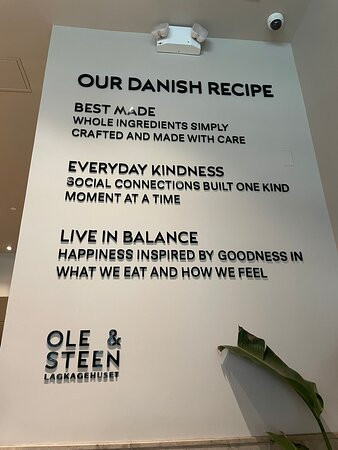 OUR DANISH RECIPE
BEST MADE
WHOLE INGREDIENTS SIMPLY
CRAFTED AND MADE WITH CARE
EVERYDAY KINDNESS
SOCIAL CONNECTIONS BUILT ONE KIND
MOMENT AT A TIME
LIVE IN BALANCE
HAPPINESS INSPIRED BY GOODNESS IN
WHAT WE EAT AND HOW WE FEEL
OLE &
STEEN
LAGKAGEHUSET